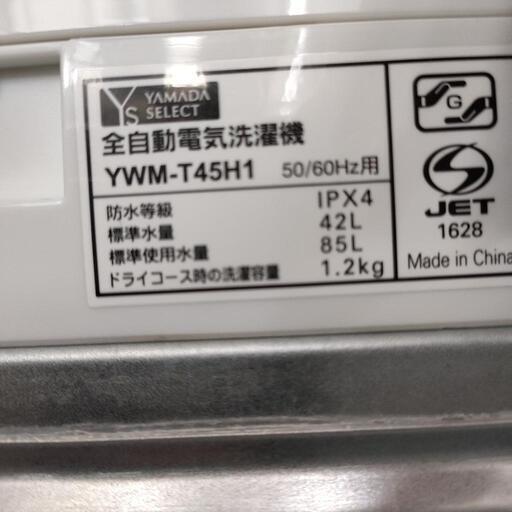 YS YAMADA SELECT
全自動電気洗濯機
YWM-T45H1 50/60Hz用
防水等級 IPX4
標準水量 42L
標準使用水量 85L
ドライコース時の洗濯容量 1.2kg
G
S
JET
1628
Made in China